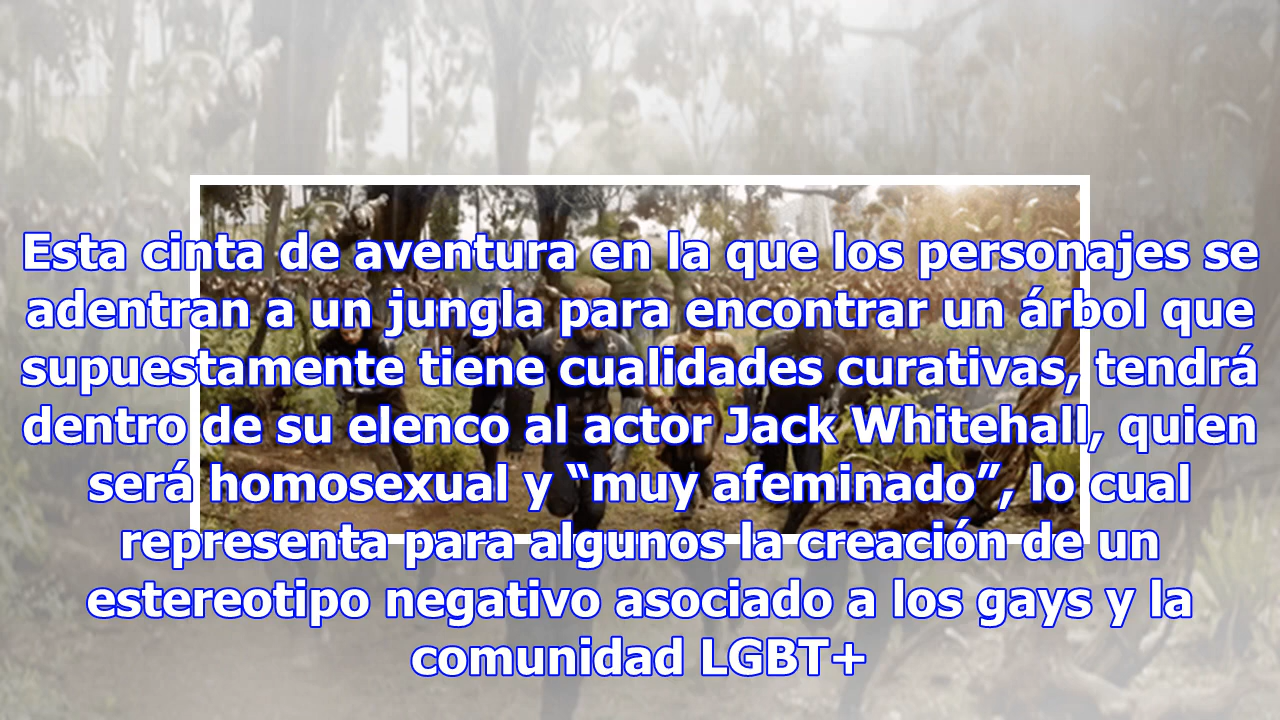 Esta cinta de aventura en la que los personajes se
adentran a un jungla para encontrar un árbol que
supuestamente tiene cualidades curativas, tendrá
dentro de su elenco al actor Jack Whitehall, quien
será homosexual y “muy afeminado”, lo cual
representa para algunos la creación de un
estereotipo negativo asociado a los gays y la
comunidad LGBT+